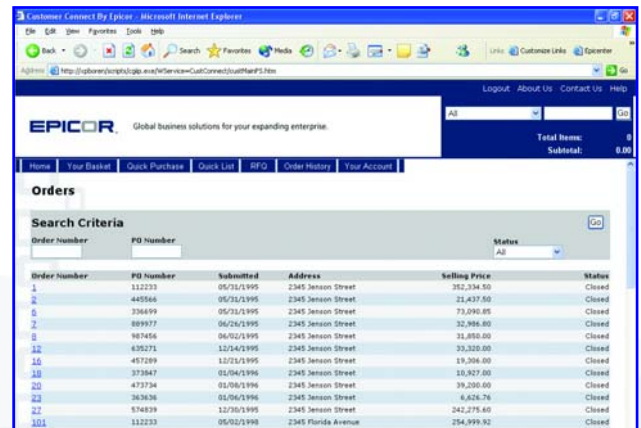 Customer Connect By Epicor - Microsoft Internet Explorer
File Edit View Favorites Tools Help
Back Search Favorites Media Links Customize Links Epicenter
Address http://vpboren/scripts/cgiip.exe/WService=CustConnect/custMainPS.htm Go
Logout About Us Contact Us Help
EPICOR Global business solutions for your expanding enterprise.
All Go
Total Items: 0
Subtotal: 0.00
Home Your Basket Quick Purchase Quick List RFQ Order History Your Account
Orders
Search Criteria Go
Order Number PO Number Status
All
Order Number PO Number Submitted Address Selling Price Status
1 112233 05/31/1995 2345 Jenson Street 352,334.50 Closed
2 445566 05/31/1995 2345 Jenson Street 21,437.50 Closed
6 336699 05/31/1995 2345 Jenson Street 73,090.85 Closed
7 889977 06/26/1995 2345 Jenson Street 32,986.80 Closed
8 987456 06/02/1995 2345 Jenson Street 31,850.00 Closed
12 635271 12/14/1995 2345 Jenson Street 33,320.00 Closed
16 457289 12/21/1995 2345 Jenson Street 19,306.00 Closed
18 373847 01/04/1996 2345 Jenson Street 10,927.00 Closed
20 473734 01/08/1996 2345 Jenson Street 39,200.00 Closed
23 363636 01/06/1996 2345 Jenson Street 6,626.76 Closed
27 574839 12/30/1995 2345 Jenson Street 242,275.60 Closed
101 112233 05/02/1998 2345 Florida Avenue 254,999.92 Closed